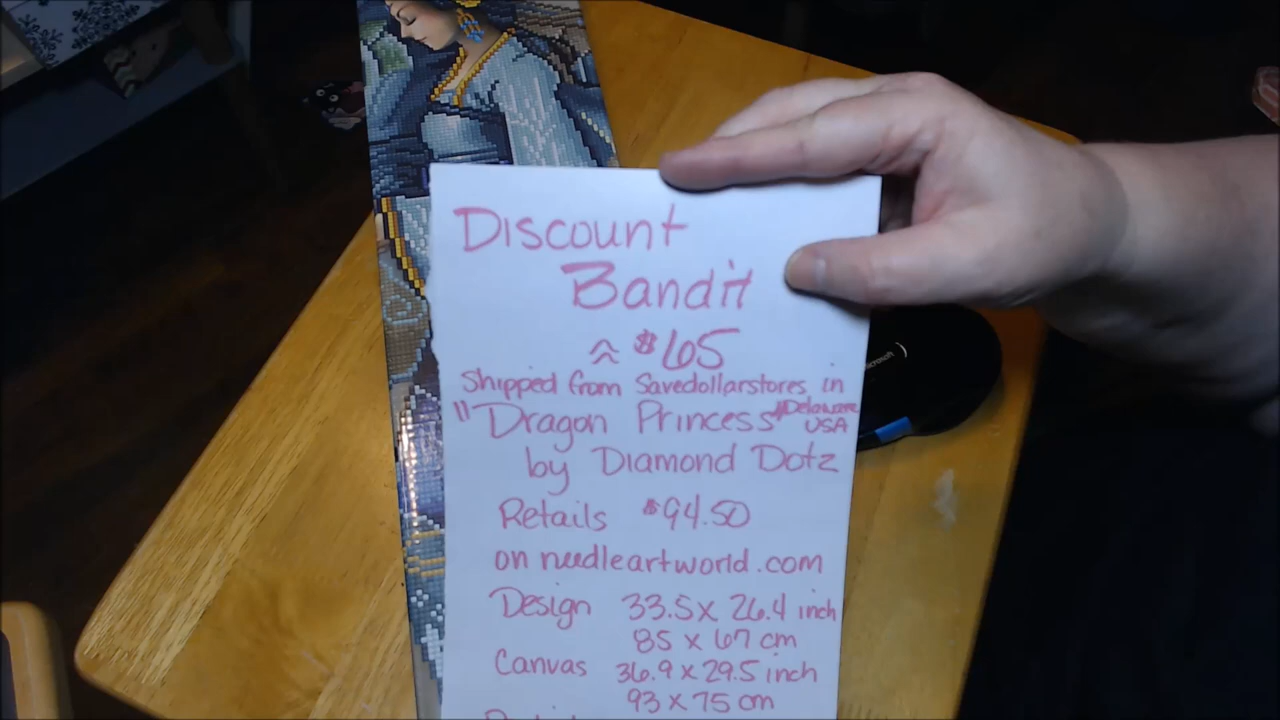 Discount
Bandit
≈ $65
Shipped from Savedollarstores in
Delaware
USA
"Dragon Princess"
by Diamond Dotz
Retails $94.50
on needleartworld.com
Design 33.5 x 26.4 inch
85 x 67 cm
Canvas 36.9 x 29.5 inch
93 x 75 cm
Microsoft